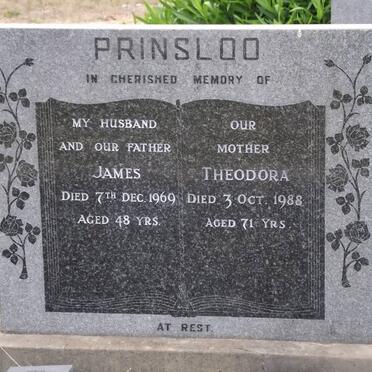 PRINSLOO
IN CHERISHED MEMORY OF
MY HUSBAND
AND OUR FATHER
JAMES
DIED 7TH DEC. 1969
AGED 48 YRS.
OUR
MOTHER
THEODORA
DIED 3 OCT. 1988
AGED 71 YRS
AT REST.